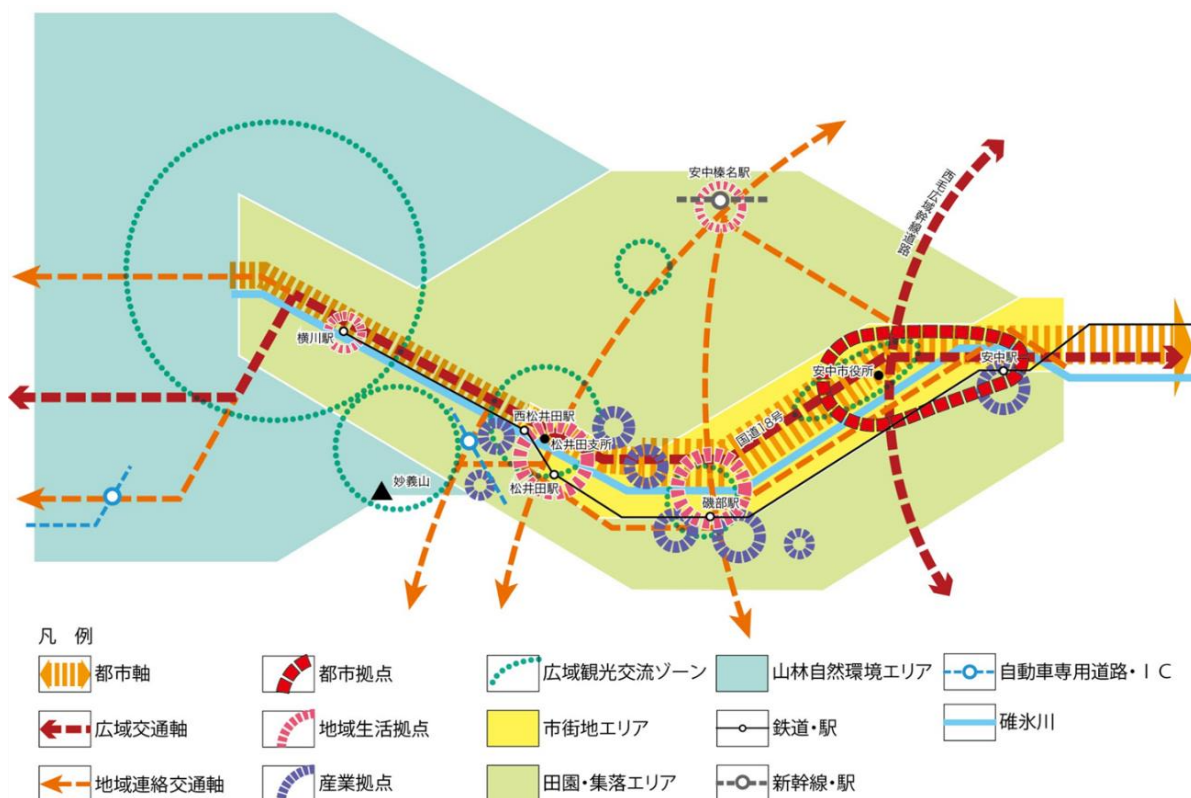 安中榛名駅
西毛広域幹線道路
横川駅
安中市役所
安中駅
西松井田駅
国道18号
松井田支所
妙義山
松井田駅
磯部駅
凡 例
都市軸
都市拠点
広域観光交流ゾーン
山林自然環境エリア
自動車専用道路・IC
広域交通軸
地域生活拠点
市街地エリア
鉄道・駅
碓氷川
地域連絡交通軸
産業拠点
田園・集落エリア
新幹線・駅